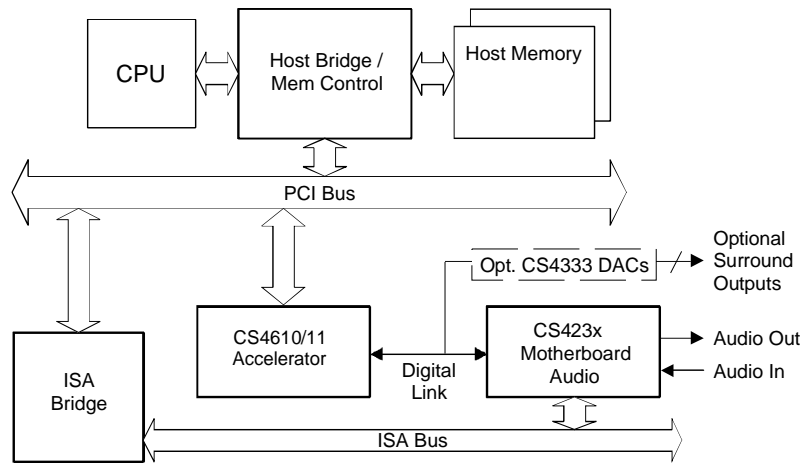 CPU
Host Bridge /
Mem Control
Host Memory
PCI Bus
Opt. CS4333 DACs
Optional
Surround
Outputs
CS4610/11
Accelerator
Digital
Link
CS423x
Motherboard
Audio
Audio Out
Audio In
ISA
Bridge
ISA Bus